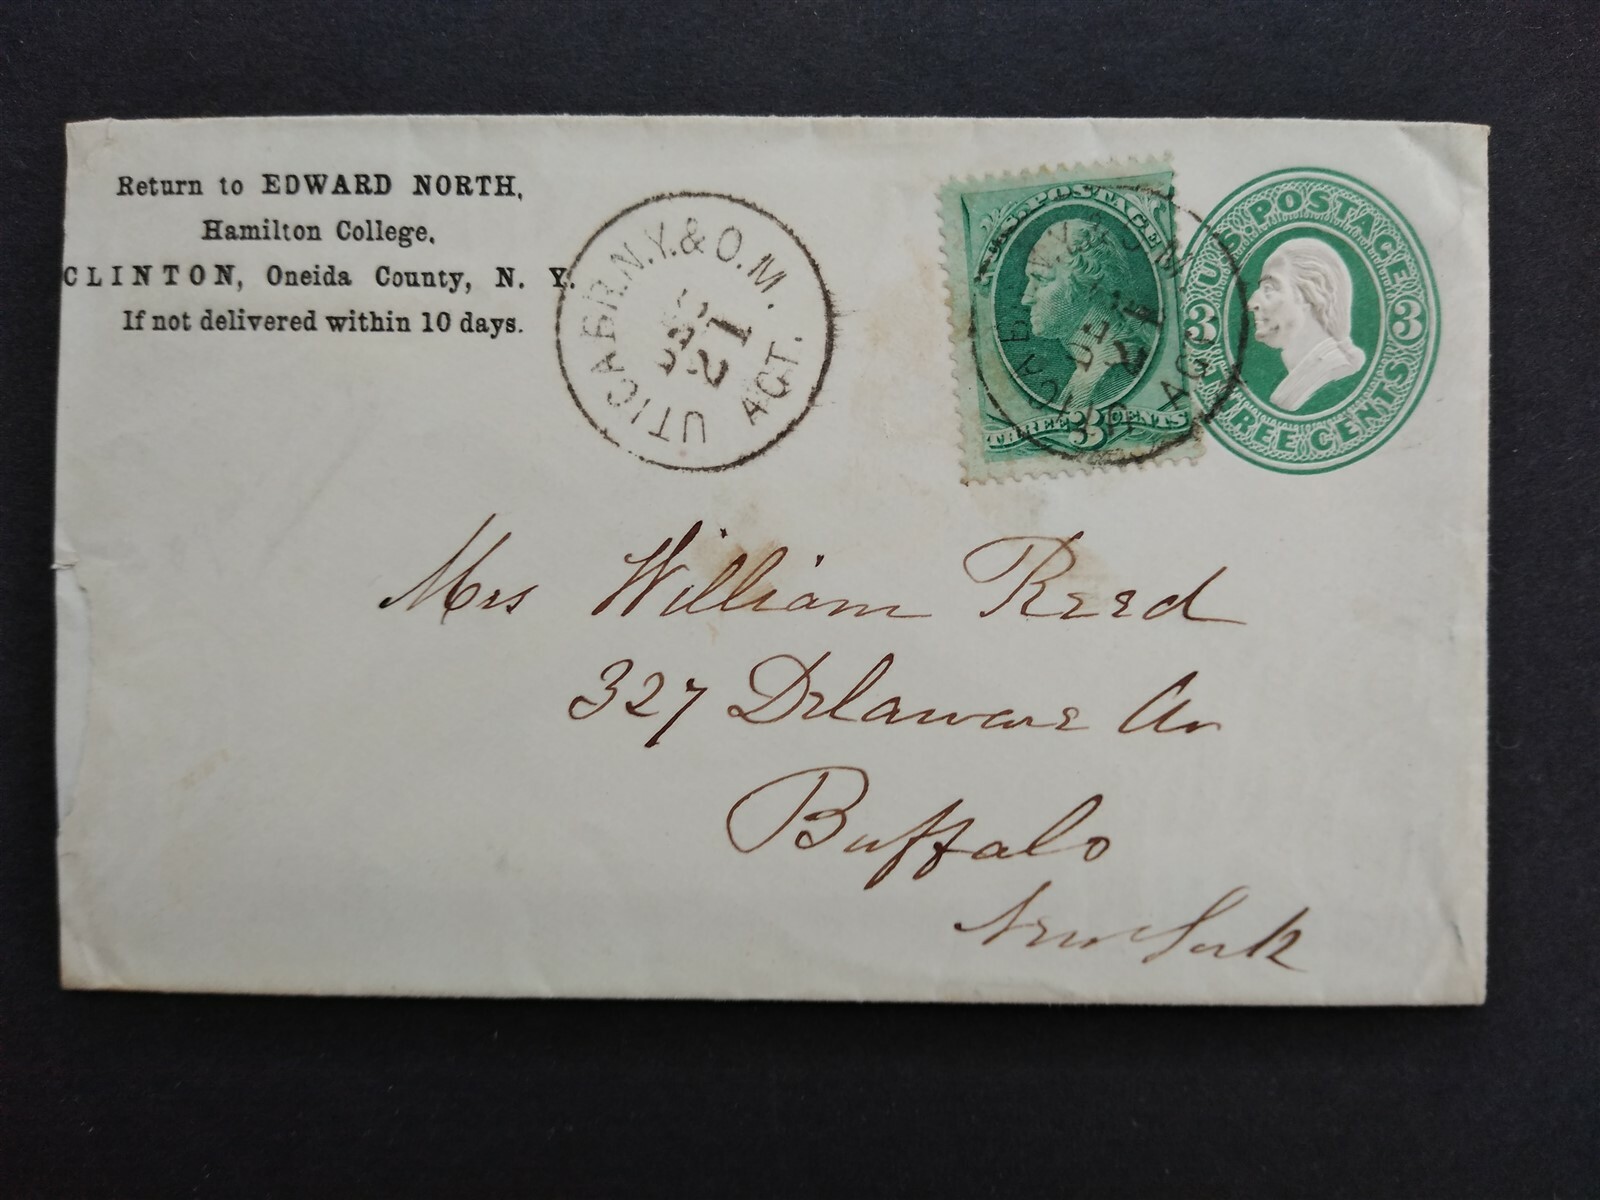 Return to EDWARD NORTH,
Hamilton College,
CLINTON, Oneida County, N. Y.
If not delivered within 10 days.
UTICA BR. N.Y. & O.M. AGT.
21
U.S. POSTAGE
THREE 3 CENTS
U.S. POSTAGE
3 3
THREE CENTS
Mrs William Reed
327 Delaware Av
Buffalo
New York